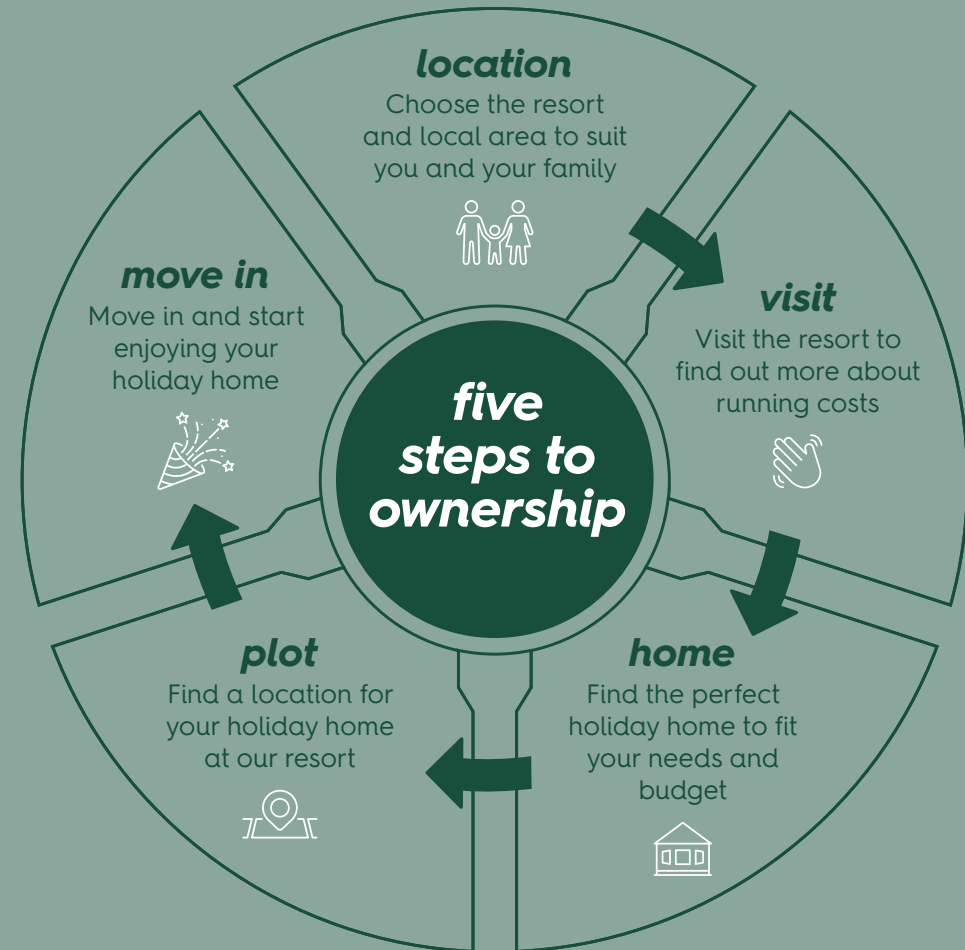 five
steps to
ownership
location
Choose the resort
and local area to suit
you and your family
visit
Visit the resort to
find out more about
running costs
home
Find the perfect
holiday home to fit
your needs and
budget
plot
Find a location for
your holiday home
at our resort
move in
Move in and start
enjoying your
holiday home